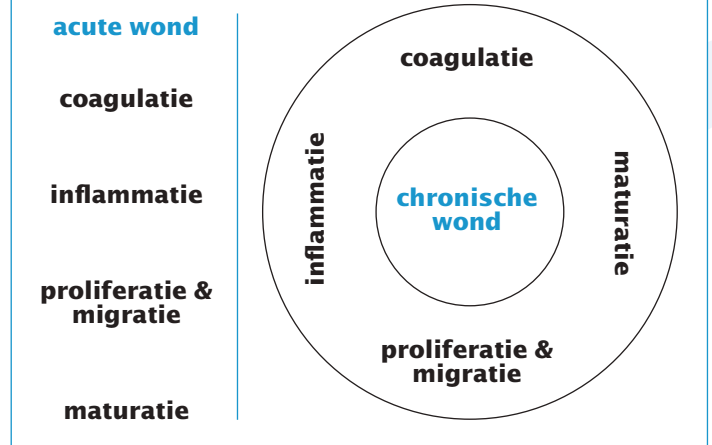 acute wond
coagulatie
inflammatie
proliferatie &
migratie
maturatie
coagulatie
inflammatie
chronische
wond
maturatie
proliferatie &
migratie